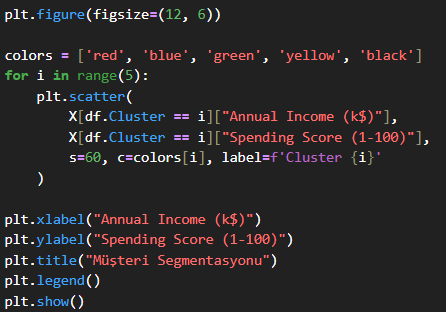 plt.figure(figsize=(12, 6))
colors = ['red', 'blue', 'green', 'yellow', 'black']
for i in range(5):
    plt.scatter(
        X[df.Cluster == i]["Annual Income (k$)"],
        X[df.Cluster == i]["Spending Score (1-100)"],
        s=60, c=colors[i], label=f'Cluster {i}'
    )
plt.xlabel("Annual Income (k$)")
plt.ylabel("Spending Score (1-100)")
plt.title("Müşteri Segmentasyonu")
plt.legend()
plt.show()